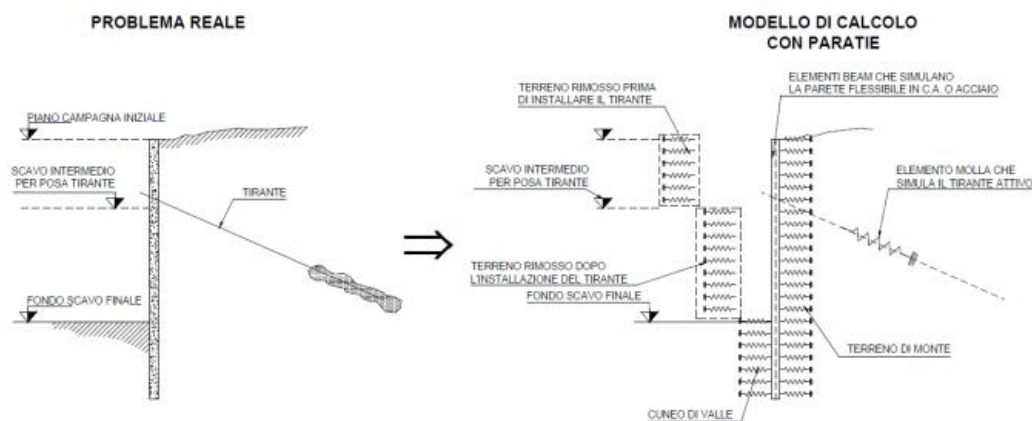 PROBLEMA REALE
PIANO CAMPAGNA INIZIALE
SCAVO INTERMEDIO
PER POSA TIRANTE
TIRANTE
FONDO SCAVO FINALE
MODELLO DI CALCOLO
CON PARATIE
ELEMENTI BEAM CHE SIMULANO
LA PARETE FLESSIBILE IN C.A. O ACCIAIO
TERRENO RIMOSSO PRIMA
DI INSTALLARE IL TIRANTE
SCAVO INTERMEDIO
PER POSA TIRANTE
ELEMENTO MOLLA CHE
SIMULA IL TIRANTE ATTIVO
TERRENO RIMOSSO DOPO
L'INSTALLAZIONE DEL TIRANTE
FONDO SCAVO FINALE
TERRENO DI MONTE
CUNEO DI VALLE